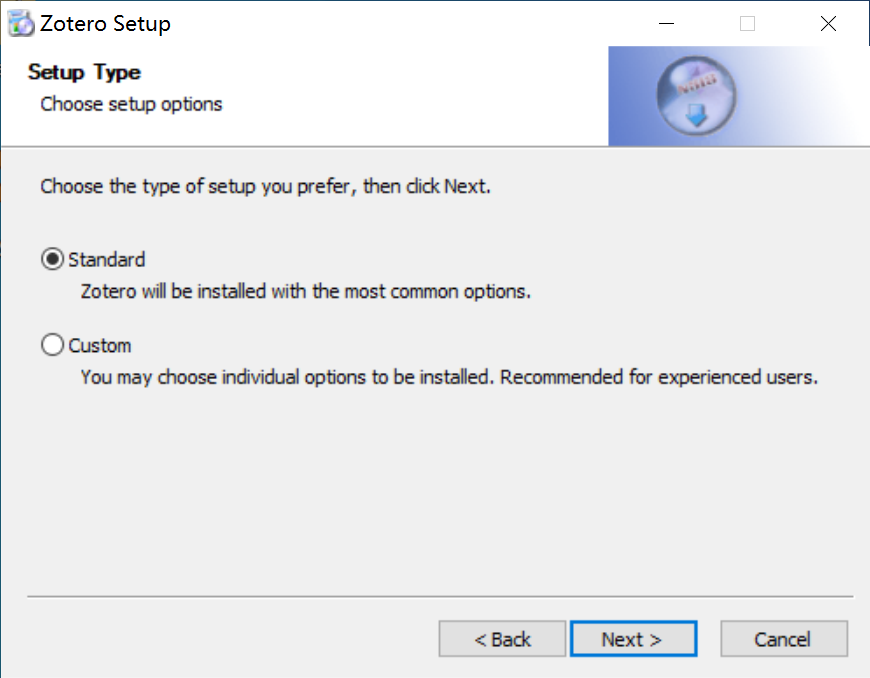 Zotero Setup
Setup Type
Choose setup options
Choose the type of setup you prefer, then click Next.
Standard
Zotero will be installed with the most common options.
Custom
You may choose individual options to be installed. Recommended for experienced users.
< Back
Next >
Cancel